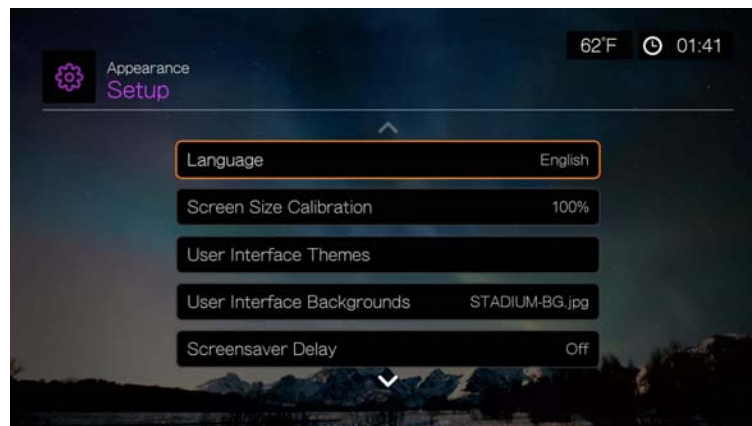 62°F 01:41
Appearance
Setup
Language English
Screen Size Calibration 100%
User Interface Themes
User Interface Backgrounds STADIUM-BG.jpg
Screensaver Delay Off